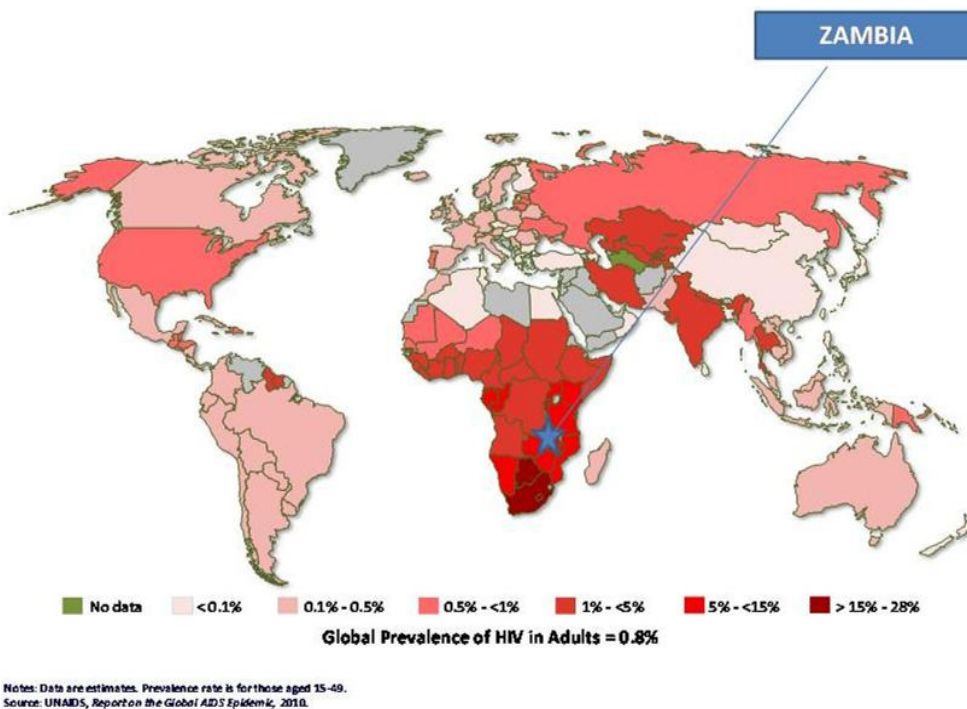 ZAMBIA
No data
< 0.1%
0.1% - 0.5%
0.5% - <1%
1% - <5%
5% - <15%
> 15% - 28%
Global Prevalence of HIV in Adults = 0.8%
Notes: Data are estimates. Prevalence rate is for those aged 15-49.
Source: UNAIDS, Report on the Global AIDS Epidemic, 2010.